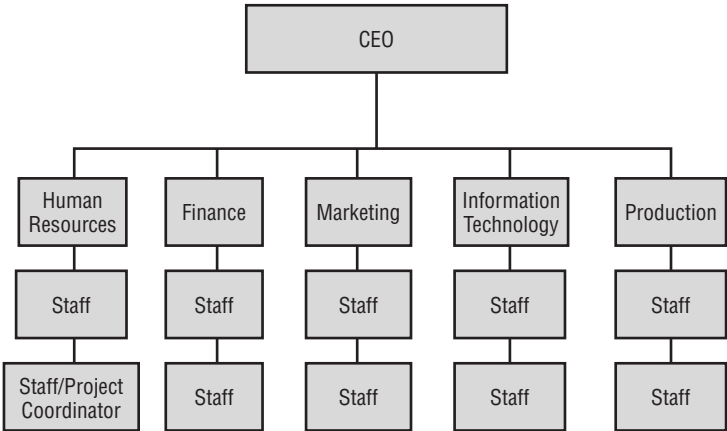 CEO
Human
Resources
Finance
Marketing
Information
Technology
Production
Staff
Staff
Staff
Staff
Staff
Staff/Project
Coordinator
Staff
Staff
Staff
Staff